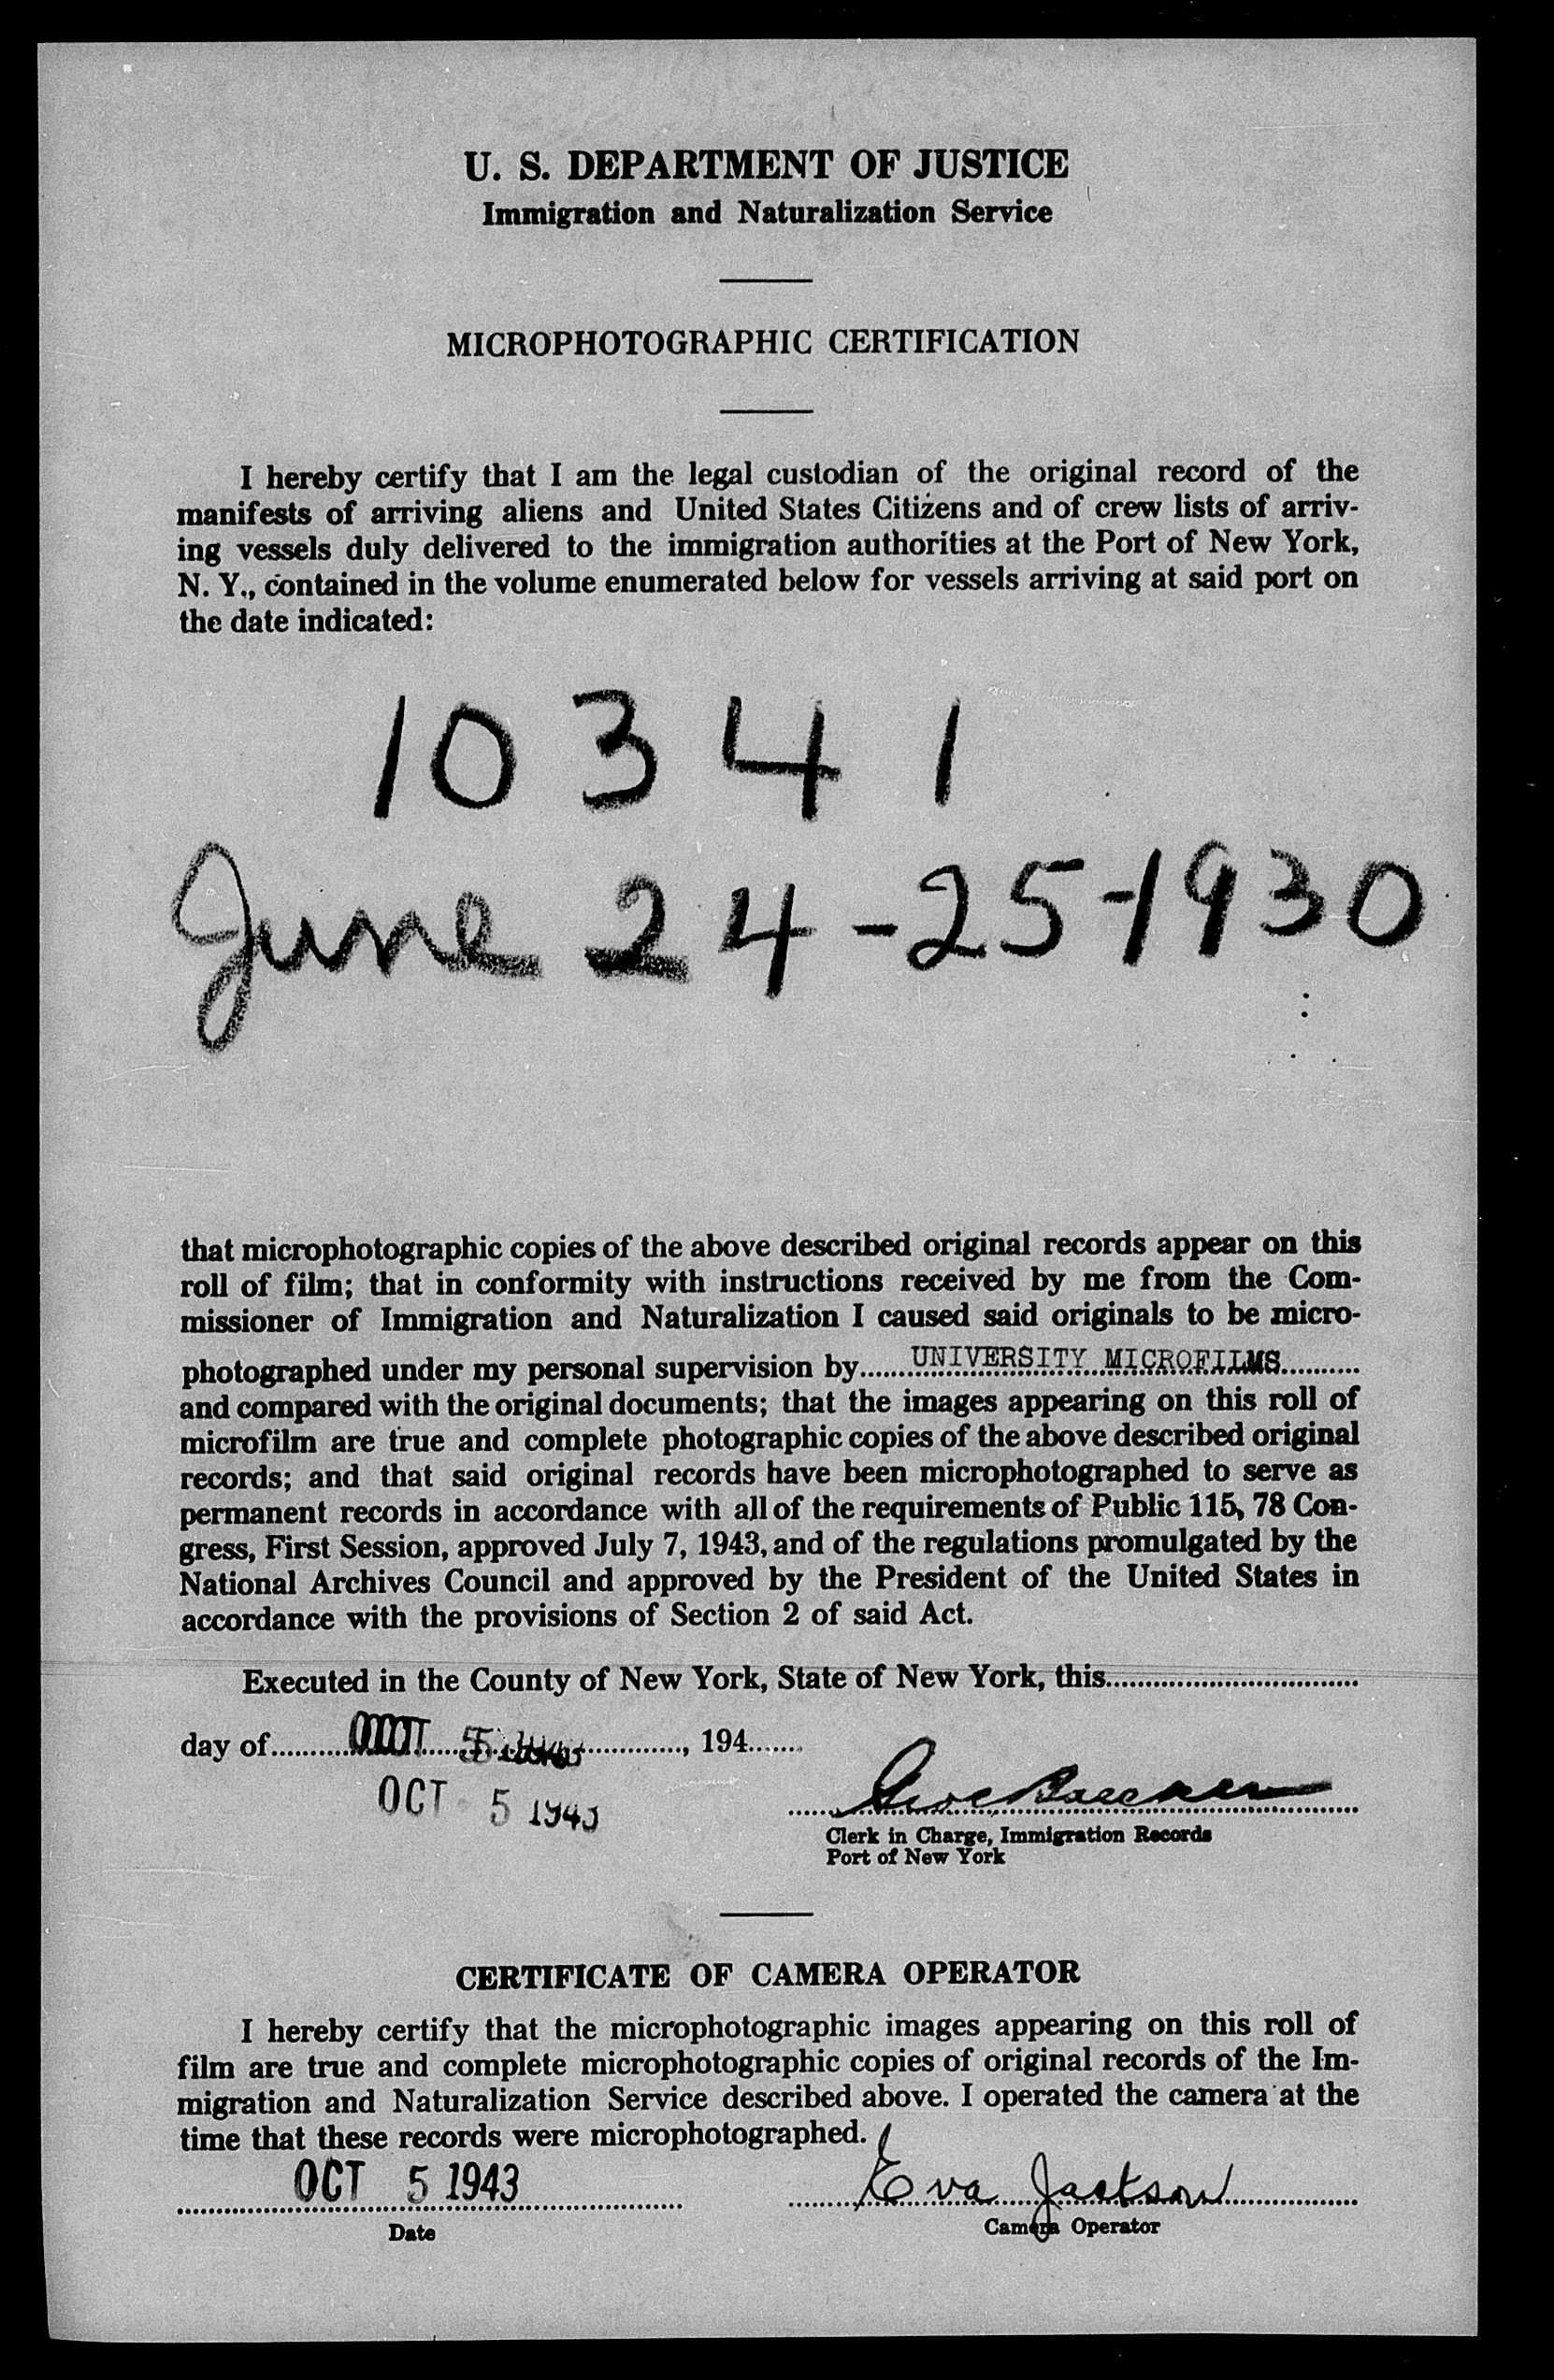 U. S. DEPARTMENT OF JUSTICE
Immigration and Naturalization Service
MICROPHOTOGRAPHIC CERTIFICATION
I hereby certify that I am the legal custodian of the original record of the
manifests of arriving aliens and United States Citizens and of crew lists of arriv-
ing vessels duly delivered to the immigration authorities at the Port of New York,
N. Y., contained in the volume enumerated below for vessels arriving at said port on
the date indicated:
10341
June 24-25-1930
that microphotographic copies of the above described original records appear on this
roll of film; that in conformity with instructions received by me from the Com-
missioner of Immigration and Naturalization I caused said originals to be micro-
photographed under my personal supervision by UNIVERSITY MICROFILMS
and compared with the original documents; that the images appearing on this roll of
microfilm are true and complete photographic copies of the above described original
records; and that said original records have been microphotographed to serve as
permanent records in accordance with all of the requirements of Public 115, 78 Con-
gress, First Session, approved July 7, 1943, and of the regulations promulgated by the
National Archives Council and approved by the President of the United States in
accordance with the provisions of Section 2 of said Act.
Executed in the County of New York, State of New York, this
day of , 194
OCT 5 1943
Clerk in Charge, Immigration Records
Port of New York
CERTIFICATE OF CAMERA OPERATOR
I hereby certify that the microphotographic images appearing on this roll of
film are true and complete microphotographic copies of original records of the Im-
migration and Naturalization Service described above. I operated the camera at the
time that these records were microphotographed.
OCT 5 1943 Eva Jackson
Date Camera Operator